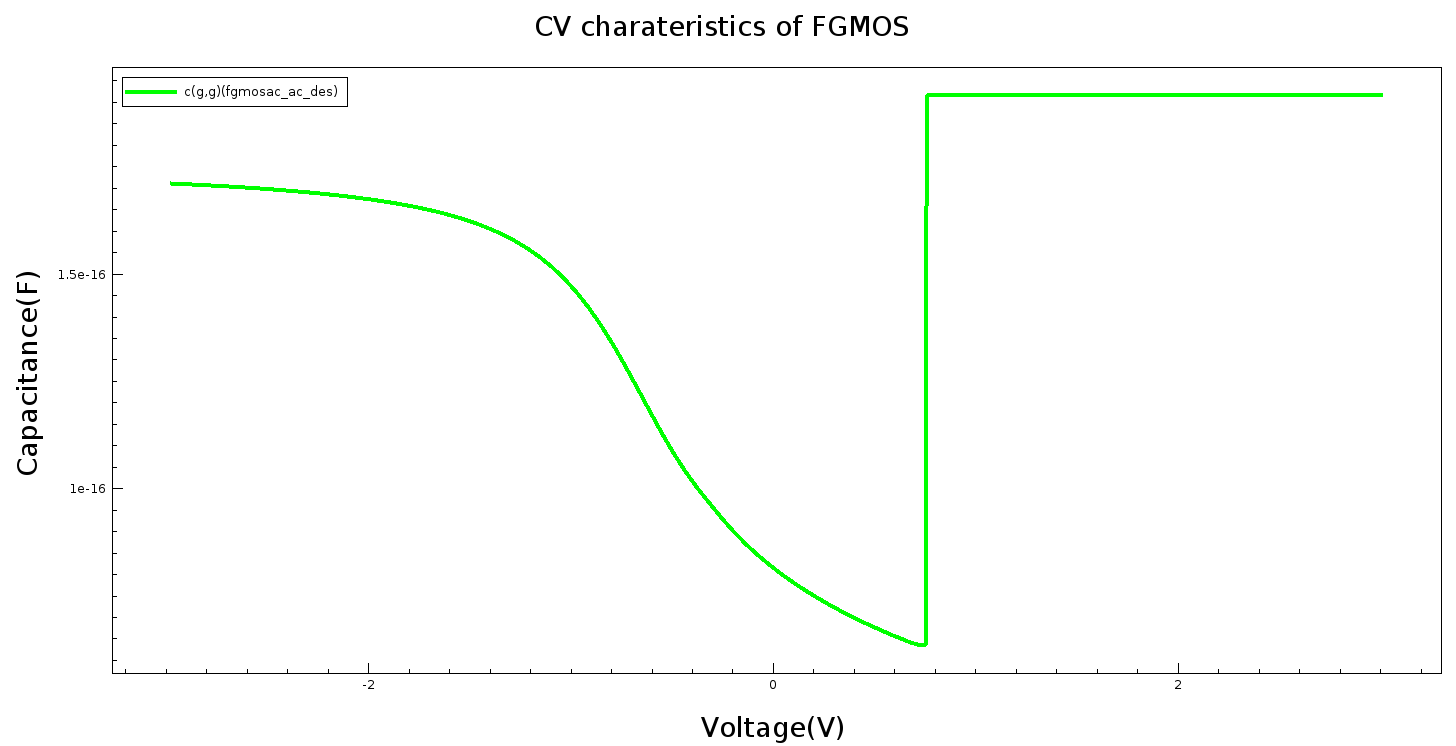 CV charateristics of FGMOS
c(g,g)(fgmosac_ac_des)
Capacitance(F)
1.5e-16
1e-16
-2
0
2
Voltage(V)